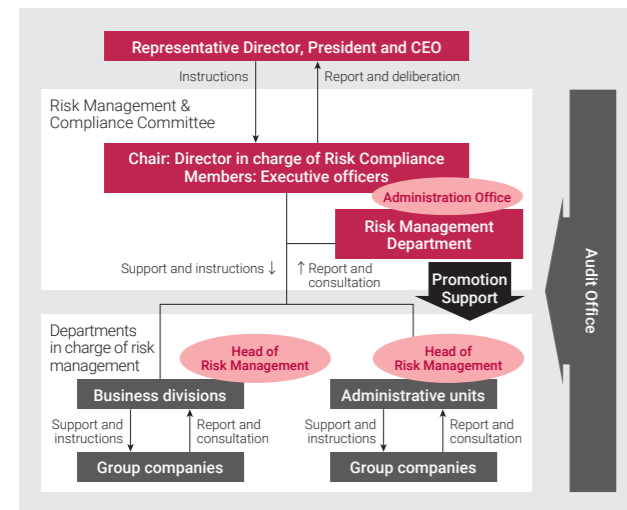 Representative Director, President and CEO
Instructions
Report and deliberation
Risk Management &
Compliance Committee
Chair: Director in charge of Risk Compliance
Members: Executive officers
Administration Office
Risk Management
Department
Support and instructions ↓
↑ Report and
consultation
Promotion
Support
Audit Office
Departments
in charge of risk
management
Head of
Risk Management
Head of
Risk Management
Business divisions
Administrative units
Support and
instructions
Report and
consultation
Support and
instructions
Report and
consultation
Group companies
Group companies